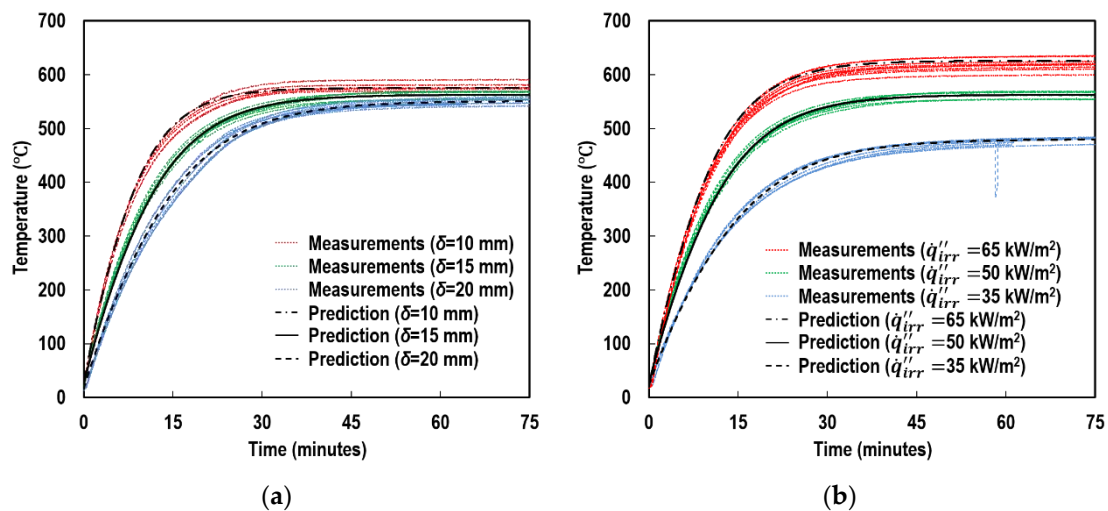 700
600
500
400
300
200
100
0
Temperature (°C)
0 15 30 45 60 75
Time (minutes)
Measurements (δ=10 mm)
Measurements (δ=15 mm)
Measurements (δ=20 mm)
Prediction (δ=10 mm)
Prediction (δ=15 mm)
Prediction (δ=20 mm)
(a)
700
600
500
400
300
200
100
0
Temperature (°C)
0 15 30 45 60 75
Time (minutes)
Measurements (q̇″irr =65 kW/m²)
Measurements (q̇″irr =50 kW/m²)
Measurements (q̇″irr =35 kW/m²)
Prediction (q̇″irr =65 kW/m²)
Prediction (q̇″irr =50 kW/m²)
Prediction (q̇″irr =35 kW/m²)
(b)